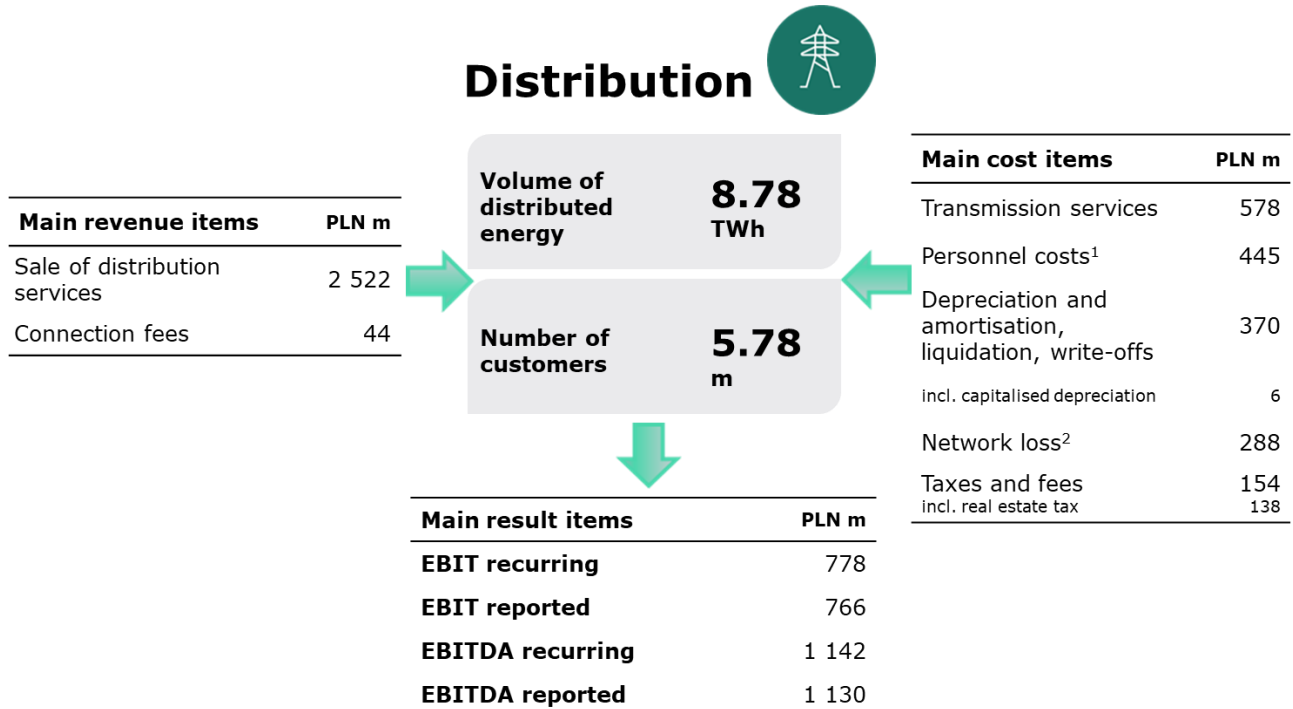 Distribution
Main revenue items PLN m
Sale of distribution
services 2 522
Connection fees 44
Volume of
distributed
energy
8.78
TWh
Number of
customers
5.78
m
Main cost items PLN m
Transmission services 578
Personnel costs¹ 445
Depreciation and
amortisation,
liquidation, write-offs 370
incl. capitalised depreciation 6
Network loss² 288
Taxes and fees 154
incl. real estate tax 138
Main result items PLN m
EBIT recurring 778
EBIT reported 766
EBITDA recurring 1 142
EBITDA reported 1 130